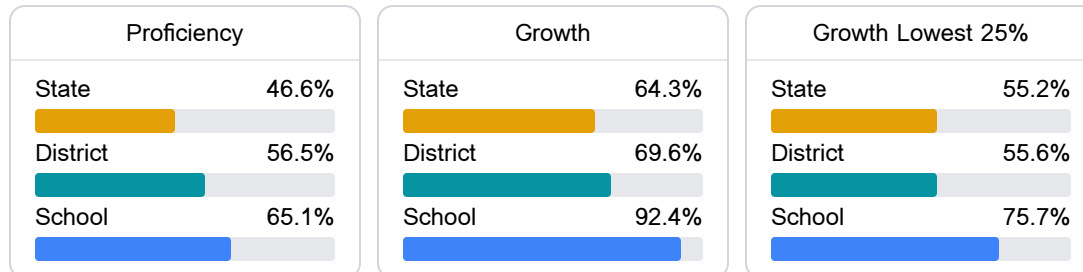 Proficiency
State 46.6%
District 56.5%
School 65.1%
Growth
State 64.3%
District 69.6%
School 92.4%
Growth Lowest 25%
State 55.2%
District 55.6%
School 75.7%